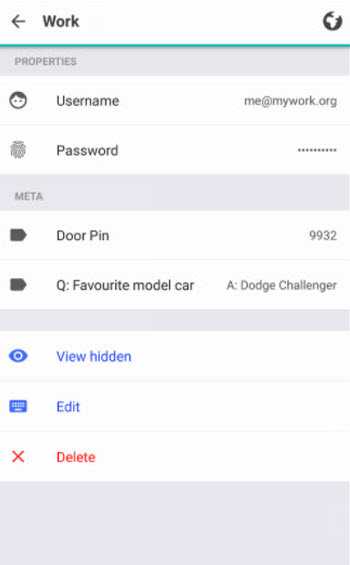 Work
PROPERTIES
Username me@mywork.org
Password ••••••••••
META
Door Pin 9932
Q: Favourite model car A: Dodge Challenger
View hidden
Edit
Delete